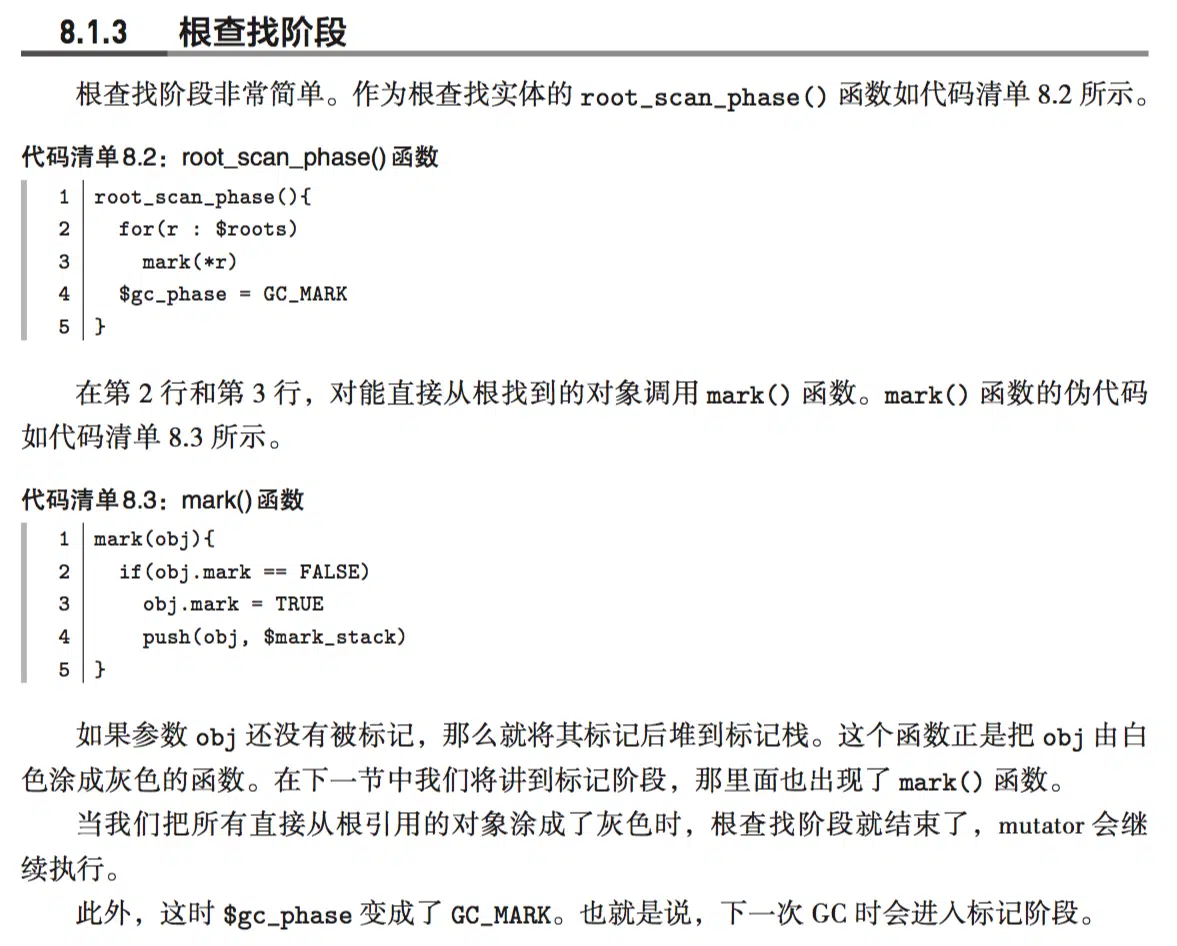 8.1.3 根查找阶段
根查找阶段非常简单。作为根查找实体的 root_scan_phase() 函数如代码清单 8.2 所示。
代码清单8.2：root_scan_phase()函数
1 root_scan_phase(){
2   for(r : $roots)
3     mark(*r)
4   $gc_phase = GC_MARK
5 }
在第 2 行和第 3 行，对能直接从根找到的对象调用 mark() 函数。mark() 函数的伪代码
如代码清单 8.3 所示。
代码清单8.3：mark()函数
1 mark(obj){
2   if(obj.mark == FALSE)
3     obj.mark = TRUE
4     push(obj, $mark_stack)
5 }
如果参数 obj 还没有被标记，那么就将其标记后堆到标记栈。这个函数正是把 obj 由白
色涂成灰色的函数。在下一节中我们将讲到标记阶段，那里面也出现了 mark() 函数。
当我们把所有直接从根引用的对象涂成了灰色时，根查找阶段就结束了，mutator 会继
续执行。
此外，这时 $gc_phase 变成了 GC_MARK。也就是说，下一次 GC 时会进入标记阶段。